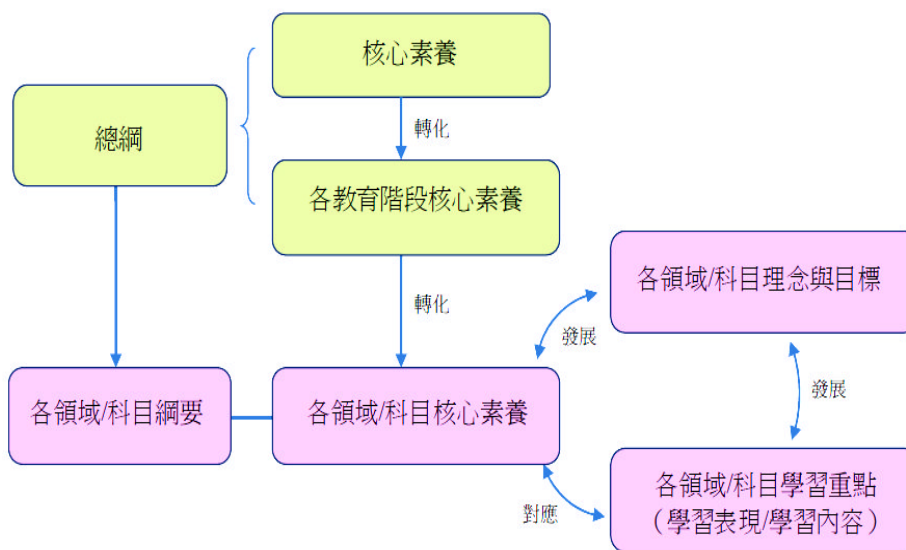 核心素養
總綱
轉化
各教育階段核心素養
轉化
各領域/科目理念與目標
發展
各領域/科目綱要
各領域/科目核心素養
發展
對應
各領域/科目學習重點
（學習表現/學習內容）